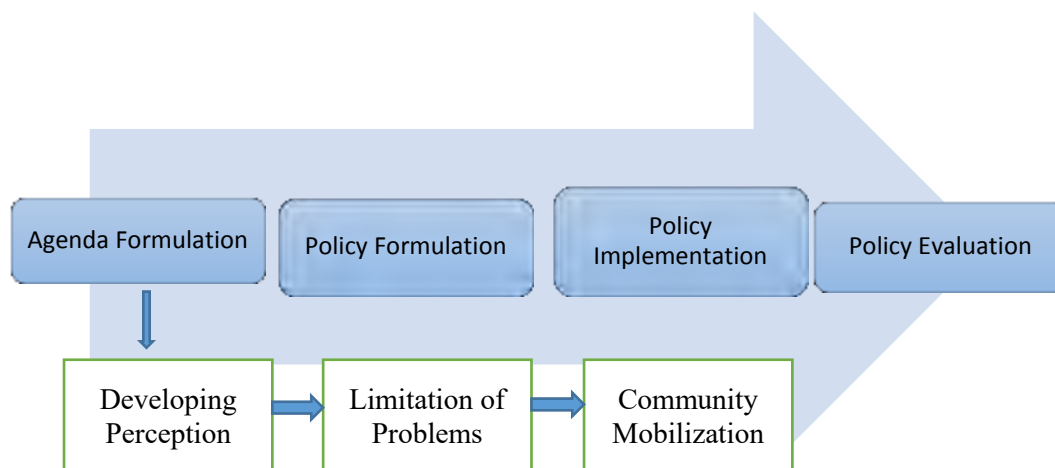 Agenda Formulation
Policy Formulation
Policy
Implementation
Policy Evaluation
Developing
Perception
Limitation of
Problems
Community
Mobilization